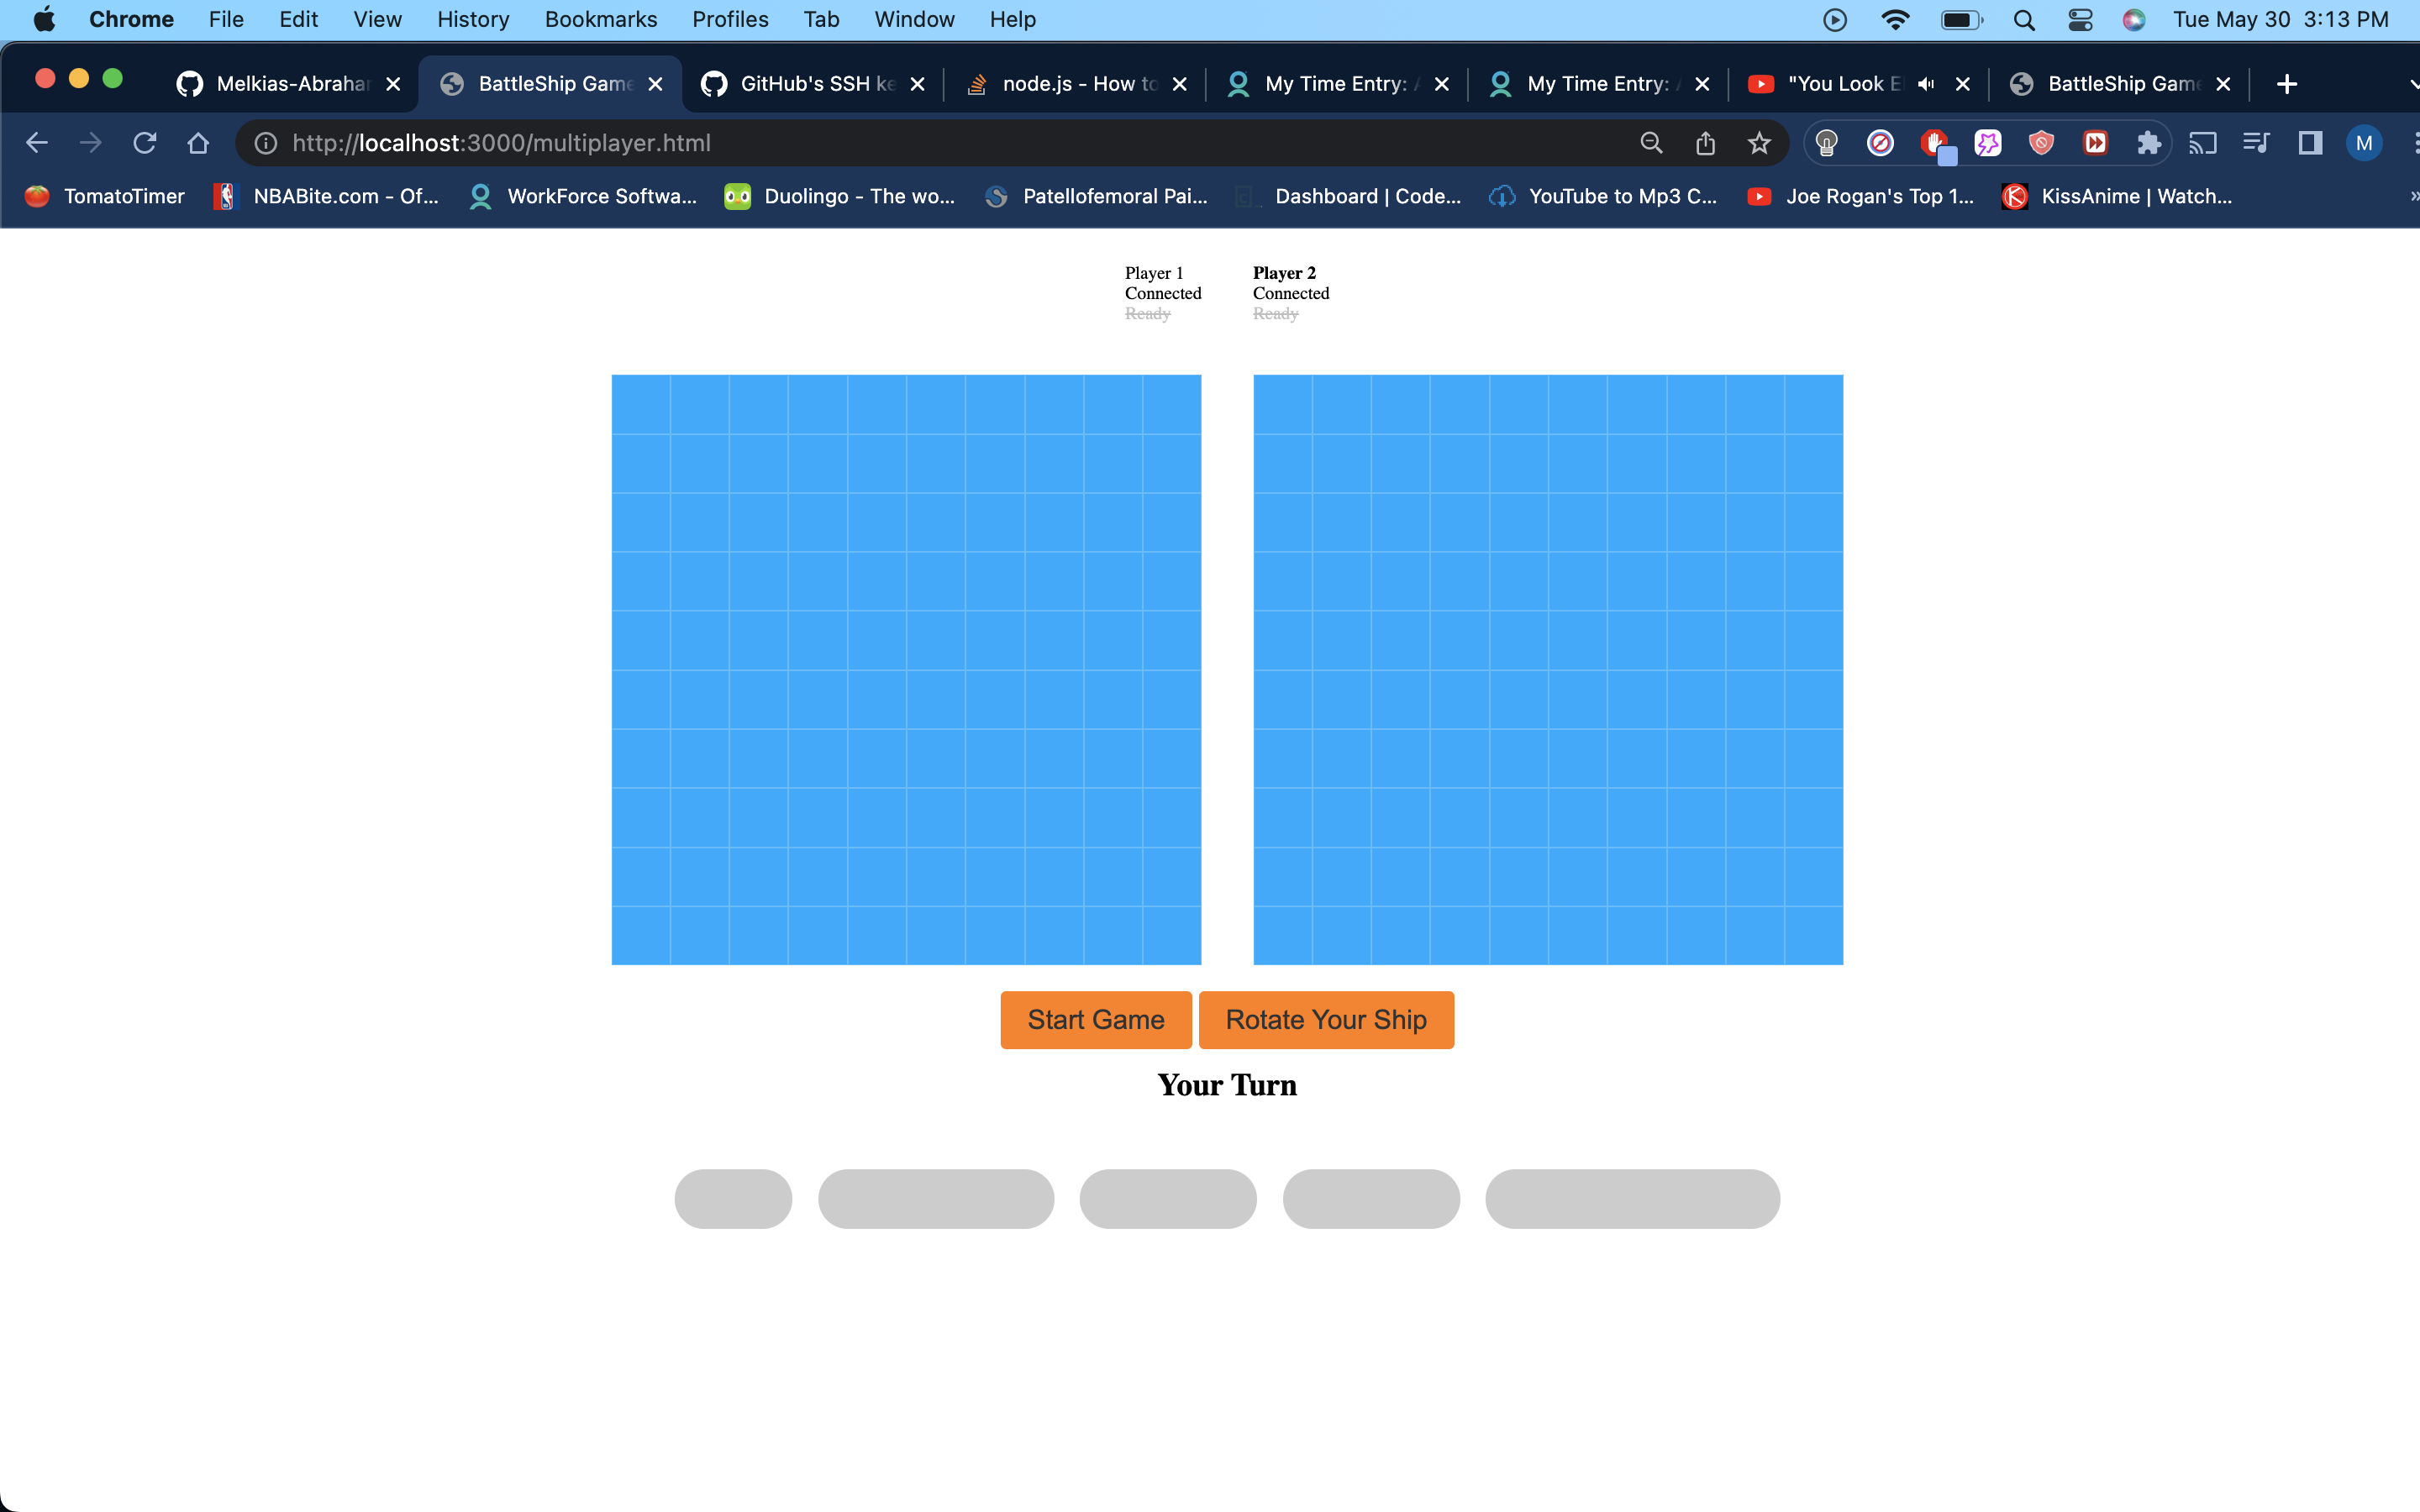 Chrome File Edit View History Bookmarks Profiles Tab Window Help Tue May 30 3:13 PM
Melkias-Abrahar BattleShip Game GitHub's SSH ke node.js - How to My Time Entry: My Time Entry: "You Look E BattleShip Game
http://localhost:3000/multiplayer.html M
TomatoTimer NBABite.com - Of... WorkForce Softwa... Duolingo - The wo... Patellofemoral Pai... Dashboard | Code... YouTube to Mp3 C... Joe Rogan's Top 1... KissAnime | Watch... »
Player 1 Player 2
Connected Connected
Ready Ready
Start Game Rotate Your Ship
Your Turn